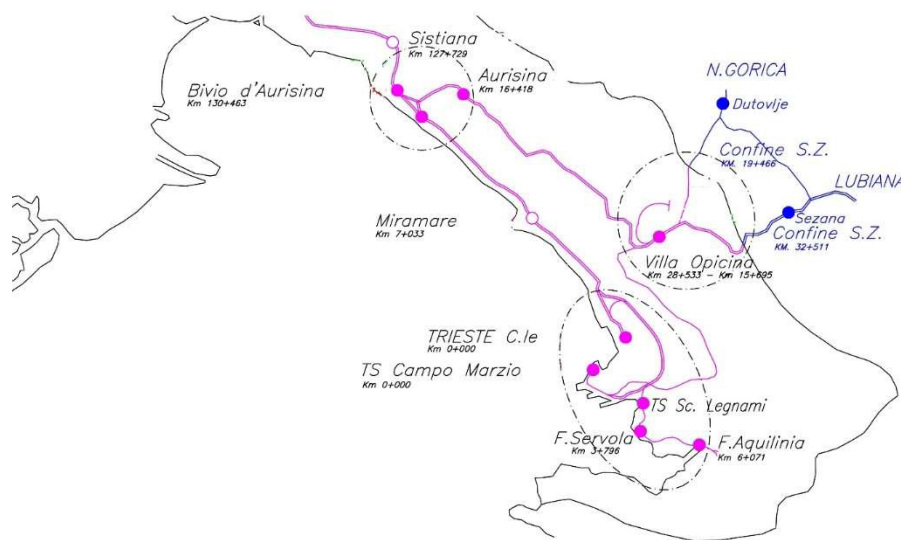 Sistiana
Km 127+729
Bivio d'Aurisina
Km 130+463
Aurisina
Km 16+418
N.GORICA
Dutovlje
Confine S.Z.
KM. 19+466
LUBIANA
Sezana
Confine S.Z.
KM. 32+511
Miramare
Km 7+033
Villa Opicina
Km 28+533 - Km 15+695
TRIESTE C.le
Km 0+000
TS Campo Marzio
Km 0+000
TS Sc. Legnami
F.Servola
Km 3+796
F.Aquilinia
Km 6+071